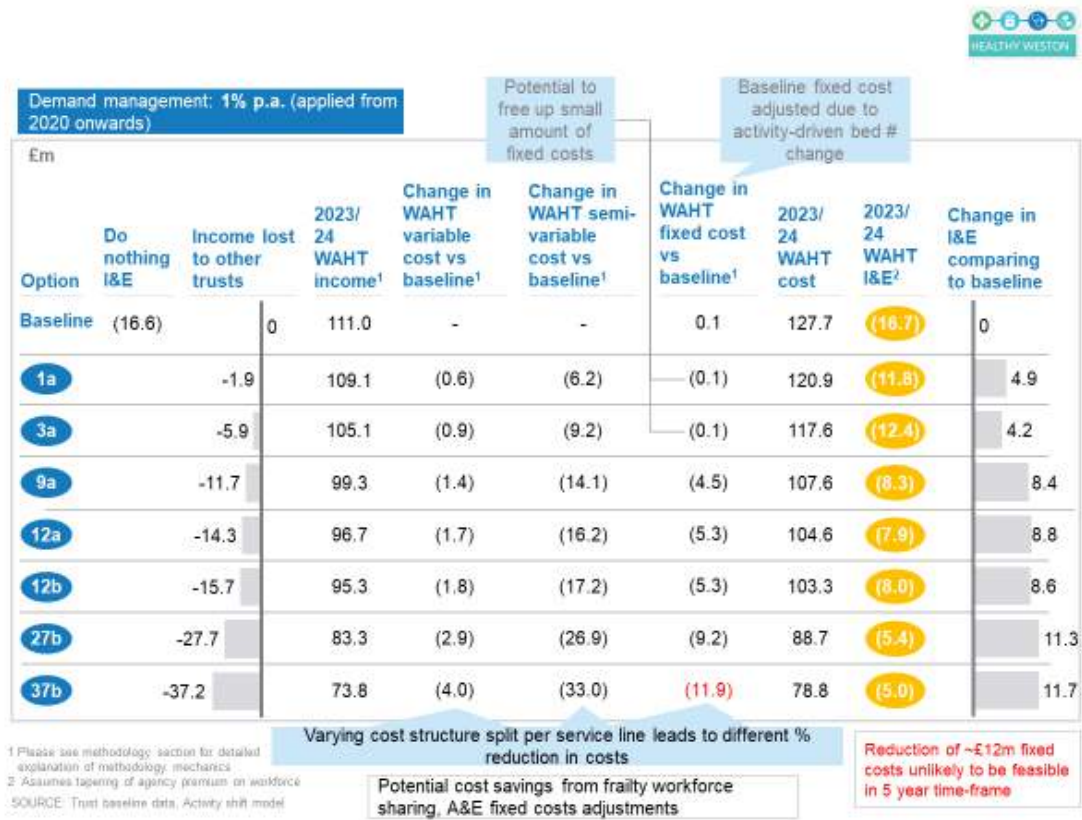 HEALTHY WESTON
Demand management: 1% p.a. (applied from
2020 onwards)
Potential to
free up small
amount of
fixed costs
Baseline fixed cost
adjusted due to
activity-driven bed #
change
£m
Option
Do
nothing
I&E
Income lost
to other
trusts
2023/
24
WAHT
income¹
Change in
WAHT
variable
cost vs
baseline¹
Change in
WAHT semi-
variable
cost vs
baseline¹
Change in
WAHT
fixed cost
vs
baseline¹
2023/
24
WAHT
cost
2023/
24
WAHT
I&E²
Change in
I&E
comparing
to baseline
Baseline (16.6) 0 111.0 - - 0.1 127.7 (16.7) 0
1a -1.9 109.1 (0.6) (6.2) (0.1) 120.9 (11.8) 4.9
3a -5.9 105.1 (0.9) (9.2) (0.1) 117.6 (12.4) 4.2
9a -11.7 99.3 (1.4) (14.1) (4.5) 107.6 (8.3) 8.4
12a -14.3 96.7 (1.7) (16.2) (5.3) 104.6 (7.9) 8.8
12b -15.7 95.3 (1.8) (17.2) (5.3) 103.3 (8.0) 8.6
27b -27.7 83.3 (2.9) (26.9) (9.2) 88.7 (5.4) 11.3
37b -37.2 73.8 (4.0) (33.0) (11.9) 78.8 (5.0) 11.7
Varying cost structure split per service line leads to different %
reduction in costs
Potential cost savings from frailty workforce
sharing, A&E fixed costs adjustments
Reduction of ~£12m fixed
costs unlikely to be feasible
in 5 year time-frame
1 Please see methodology section for detailed
explanation of methodology mechanics
2 Assumes tapering of agency premium on workforce
SOURCE: Trust baseline data, Activity shift model